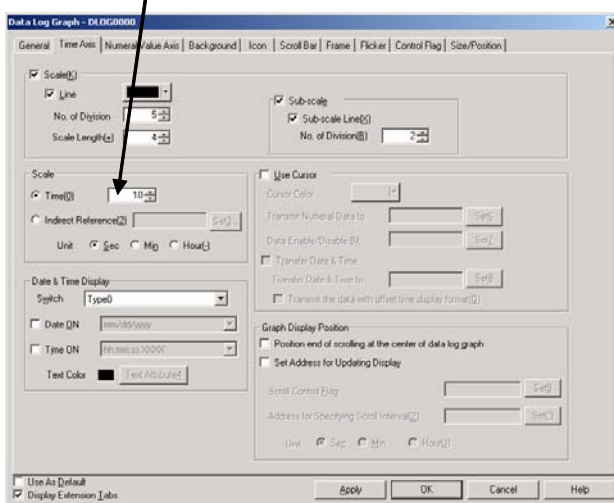 Data Log Graph - DLOG0000
General Time Axis Numeral Value Axis Background Icon Scroll Bar Frame Flicker Control Flag Size/Position
Scale(K)
Line
No. of Division 5
Scale Length(+) 4
Sub-scale
Sub-scale Line(X)
No. of Division(B) 2
Scale
Time(0) 10
Indirect Reference(2)
Unit Sec Min Hour(-)
Use Cursor
Cursor Color
Transmit Numeral Data to
Data Enable/Disable Bit
Transfer Date & Time
Transfer Date & Time to
Transmit the data with offset time display format(Q)
Date & Time Display
Switch Type0
Date ON mm/dd/yyyy
Time ON hh:mm:ss XXXX
Text Color Text Attribute4
Graph Display Position
Position end of scrolling at the center of data log graph
Set Address for Updating Display
Scroll Control Flag
Address for Specifying Scroll Interval(Z)
Unit Sec Min Hour(J)
Use As Default
Display Extension Tabs
Apply OK Cancel Help